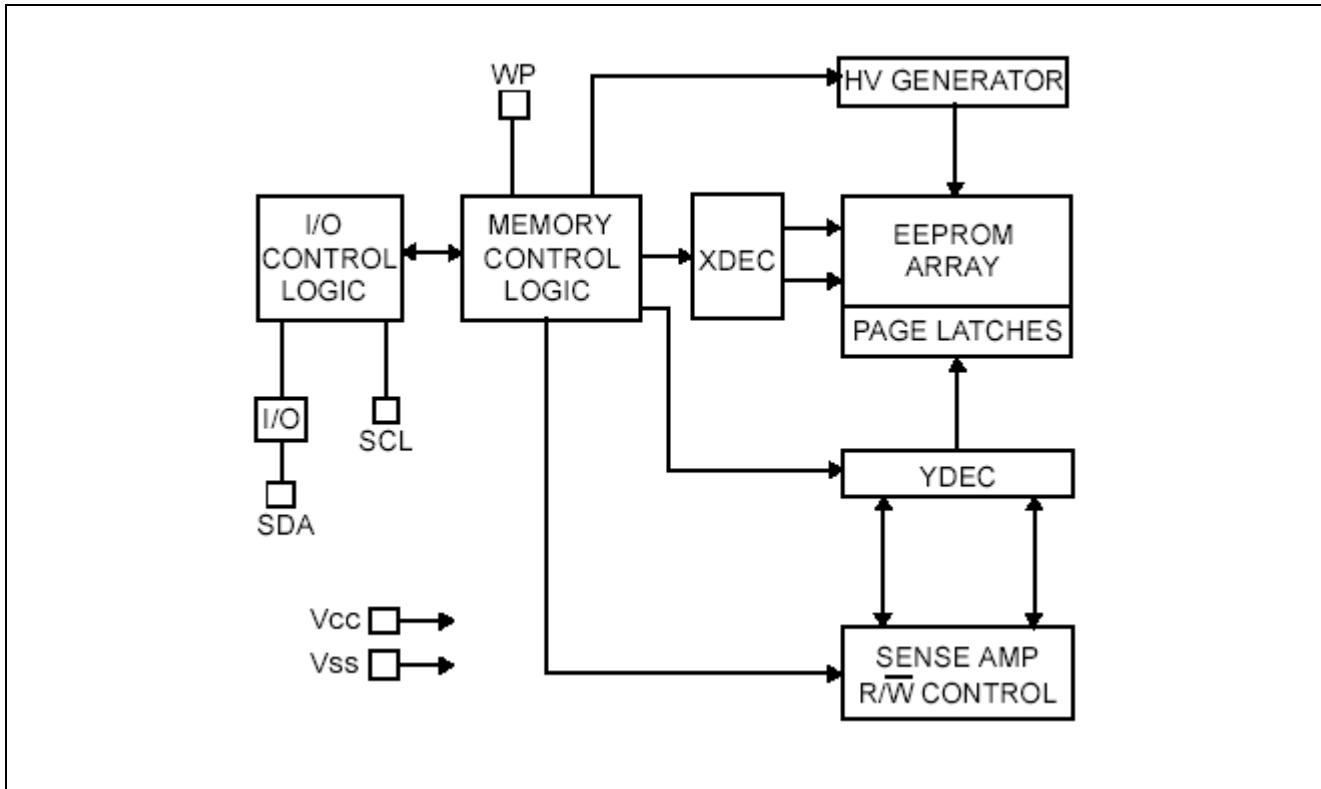 WP
HV GENERATOR
I/O
CONTROL
LOGIC
MEMORY
CONTROL
LOGIC
XDEC
EEPROM
ARRAY
PAGE LATCHES
I/O
SCL
SDA
YDEC
Vcc
Vss
SENSE AMP
R/W̅ CONTROL